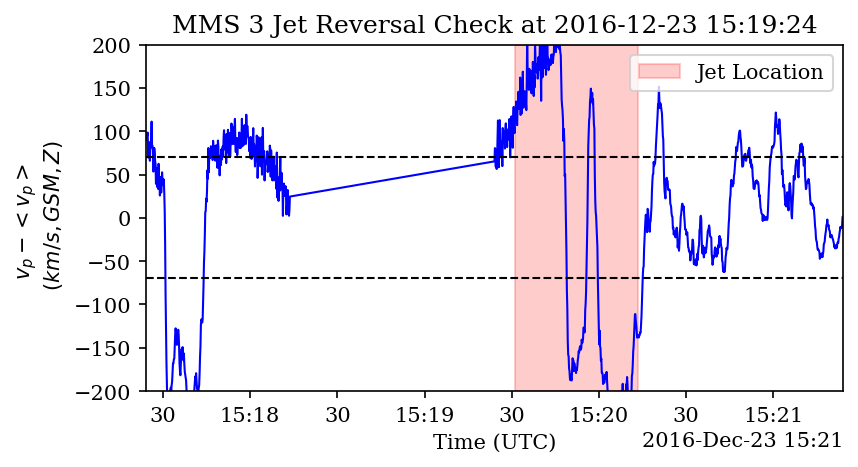 MMS 3 Jet Reversal Check at 2016-12-23 15:19:24
Jet Location
200
150
100
50
0
−50
−100
−150
−200
v_p − < v_p >
(km/s, GSM, Z)
30 15:18 30 15:19 30 15:20 30 15:21
Time (UTC)
2016-Dec-23 15:21